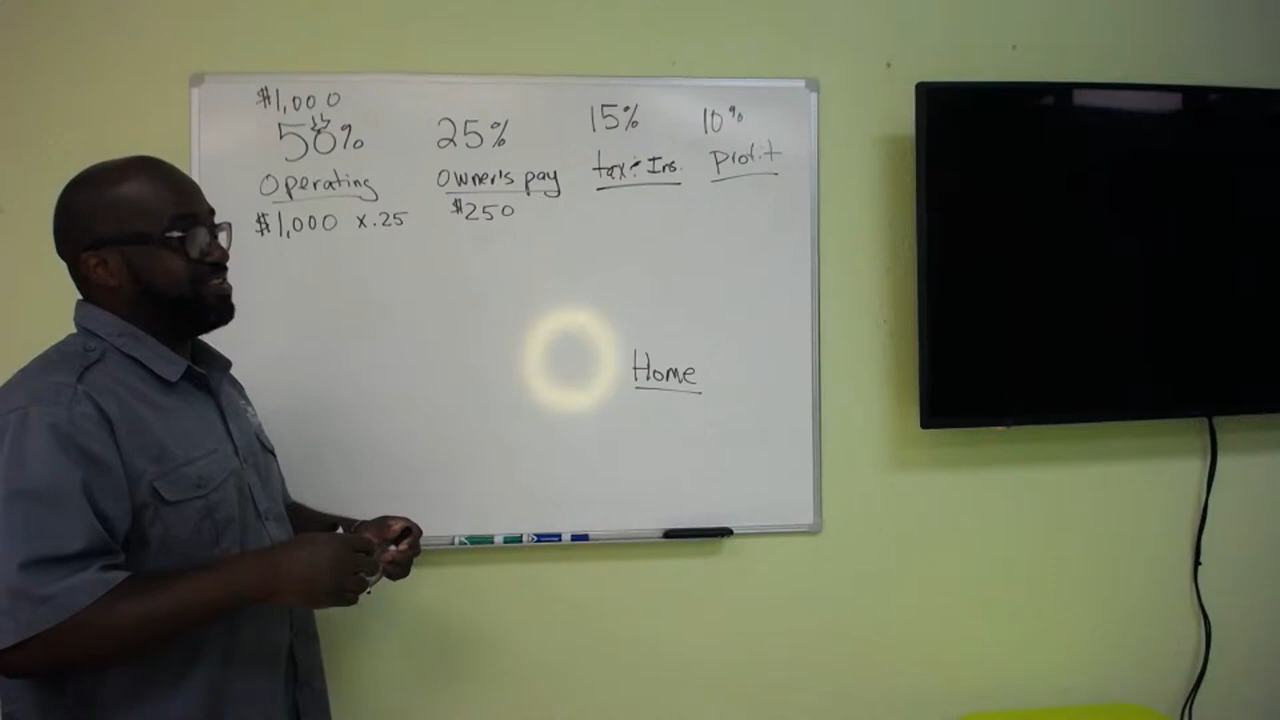 $1,000
50% 25% 15% 10%
Operating Owner's pay tax & Ins. Profit
$1,000 x.25 $250
Home